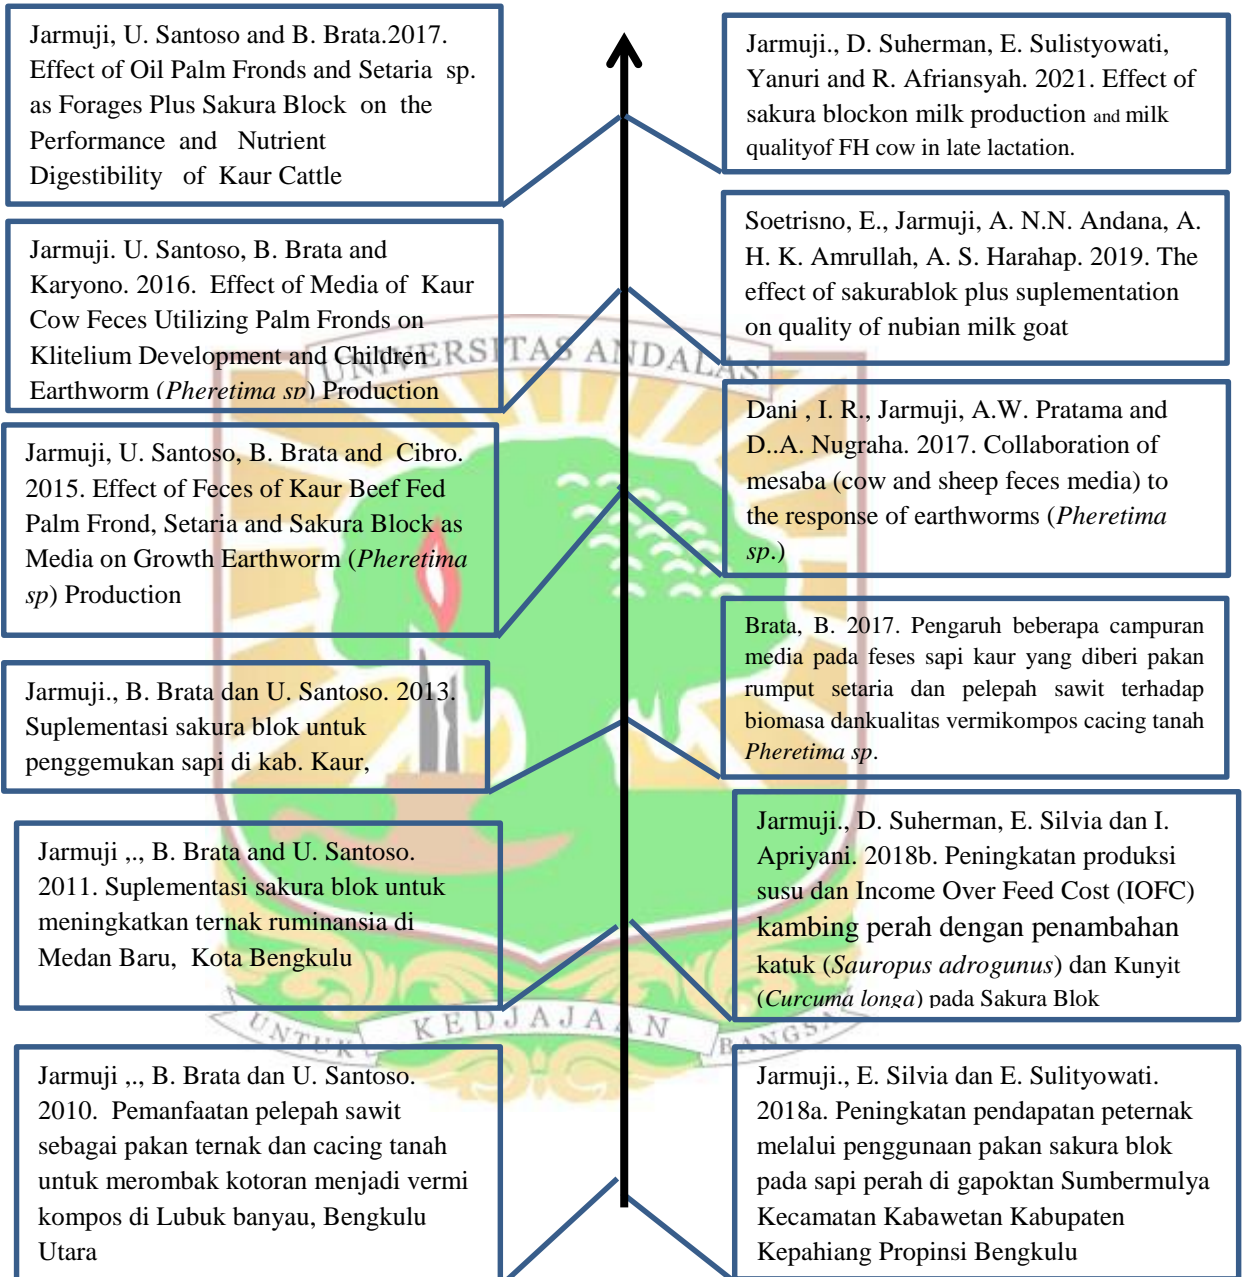 Jarmuji, U. Santoso and B. Brata.2017.
Effect of Oil Palm Fronds and Setaria sp.
as Forages Plus Sakura Block on the
Performance and Nutrient
Digestibility of Kaur Cattle
Jarmuji. U. Santoso, B. Brata and
Karyono. 2016. Effect of Media of Kaur
Cow Feces Utilizing Palm Fronds on
Klitelium Development and Children
Earthworm (Pheretima sp) Production
Jarmuji, U. Santoso, B. Brata and Cibro.
2015. Effect of Feces of Kaur Beef Fed
Palm Frond, Setaria and Sakura Block as
Media on Growth Earthworm (Pheretima
sp) Production
Jarmuji., B. Brata dan U. Santoso. 2013.
Suplementasi sakura blok untuk
penggemukan sapi di kab. Kaur,
Jarmuji ,., B. Brata and U. Santoso.
2011. Suplementasi sakura blok untuk
meningkatkan ternak ruminansia di
Medan Baru, Kota Bengkulu
Jarmuji ,., B. Brata dan U. Santoso.
2010. Pemanfaatan pelepah sawit
sebagai pakan ternak dan cacing tanah
untuk merombak kotoran menjadi vermi
kompos di Lubuk banyau, Bengkulu
Utara
Jarmuji., D. Suherman, E. Sulistyowati,
Yanuri and R. Afriansyah. 2021. Effect of
sakura blockon milk production and milk
qualityof FH cow in late lactation.
Soetrisno, E., Jarmuji, A. N.N. Andana, A.
H. K. Amrullah, A. S. Harahap. 2019. The
effect of sakurablok plus suplementation
on quality of nubian milk goat
Dani , I. R., Jarmuji, A.W. Pratama and
D..A. Nugraha. 2017. Collaboration of
mesaba (cow and sheep feces media) to
the response of earthworms (Pheretima
sp.)
Brata, B. 2017. Pengaruh beberapa campuran
media pada feses sapi kaur yang diberi pakan
rumput setaria dan pelepah sawit terhadap
biomasa dankualitas vermikompos cacing tanah
Pheretima sp.
Jarmuji., D. Suherman, E. Silvia dan I.
Apriyani. 2018b. Peningkatan produksi
susu dan Income Over Feed Cost (IOFC)
kambing perah dengan penambahan
katuk (Sauropus adrogunus) dan Kunyit
(Curcuma longa) pada Sakura Blok
Jarmuji., E. Silvia dan E. Sulityowati.
2018a. Peningkatan pendapatan peternak
melalui penggunaan pakan sakura blok
pada sapi perah di gapoktan Sumbermulya
Kecamatan Kabawetan Kabupaten
Kepahiang Propinsi Bengkulu
UNIVERSITAS ANDALAS
UNTUK KEDJAJAAN BANGSA